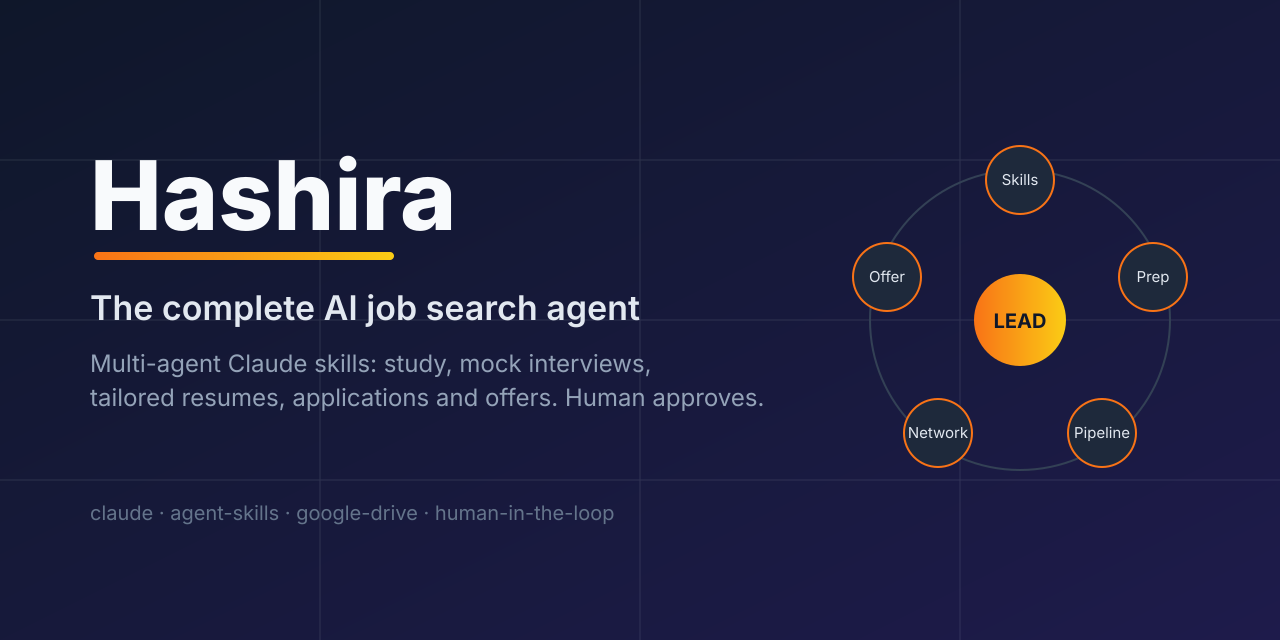 Hashira
The complete AI job search agent
Multi-agent Claude skills: study, mock interviews,
tailored resumes, applications and offers. Human approves.
claude · agent-skills · google-drive · human-in-the-loop
Skills
Offer
Prep
LEAD
Network
Pipeline